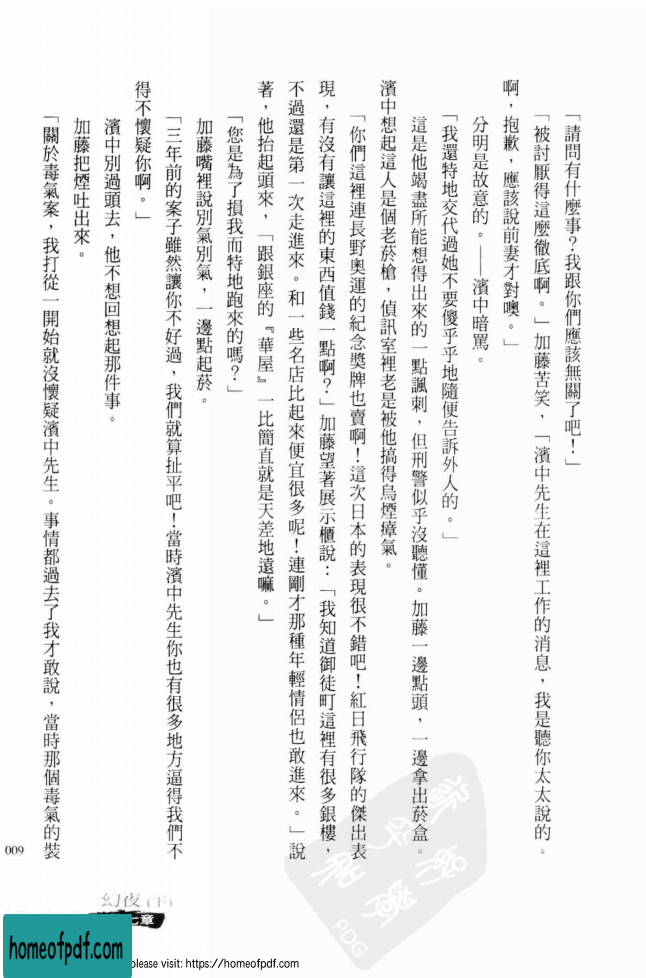 「請問有什麼事？我跟你們應該無關了吧！」
「被討厭得這麼徹底啊。」加藤苦笑，「濱中先生在這裡工作的消息，我是聽你太太說的。
啊，抱歉，應該說前妻才對噢。」
分明是故意的。——濱中暗罵。
「我還特地交代過她不要傻乎乎地隨便告訴外人的。」
這是他竭盡所能想得出來的一點諷刺，但刑警似乎沒聽懂。加藤一邊點頭，一邊拿出菸盒。
濱中想起這人是個老菸槍，偵訊室裡老是被他搞得烏煙瘴氣。
「你們這裡連長野奧運的紀念獎牌也賣啊！這次日本的表現很不錯吧！紅日飛行隊的傑出表
現，有沒有讓這裡的東西值錢一點啊？」加藤望著展示櫃說：「我知道御徒町這裡有很多銀樓，
不過還是第一次走進來。和一些名店比起來便宜很多呢！連剛才那種年輕情侶也敢進來。」說
著，他抬起頭來，「跟銀座的『華屋』一比簡直就是天差地遠嘛。」
「您是為了損我而特地跑來的嗎？」
加藤嘴裡說別氣別氣，一邊點起菸。
「三年前的案子雖然讓你不好過，我們就算扯平吧！當時濱中先生你也有很多地方逼得我們不
得不懷疑你啊。」
濱中別過頭去，他不想回想起那件事。
加藤把煙吐出來。
「關於毒氣案，我打從一開始就沒懷疑濱中先生。事情都過去了我才敢說，當時那個毒氣的裝
009
幻夜（下）
七章
PDG
homeofpdf.com
please visit: https://homeofpdf.com